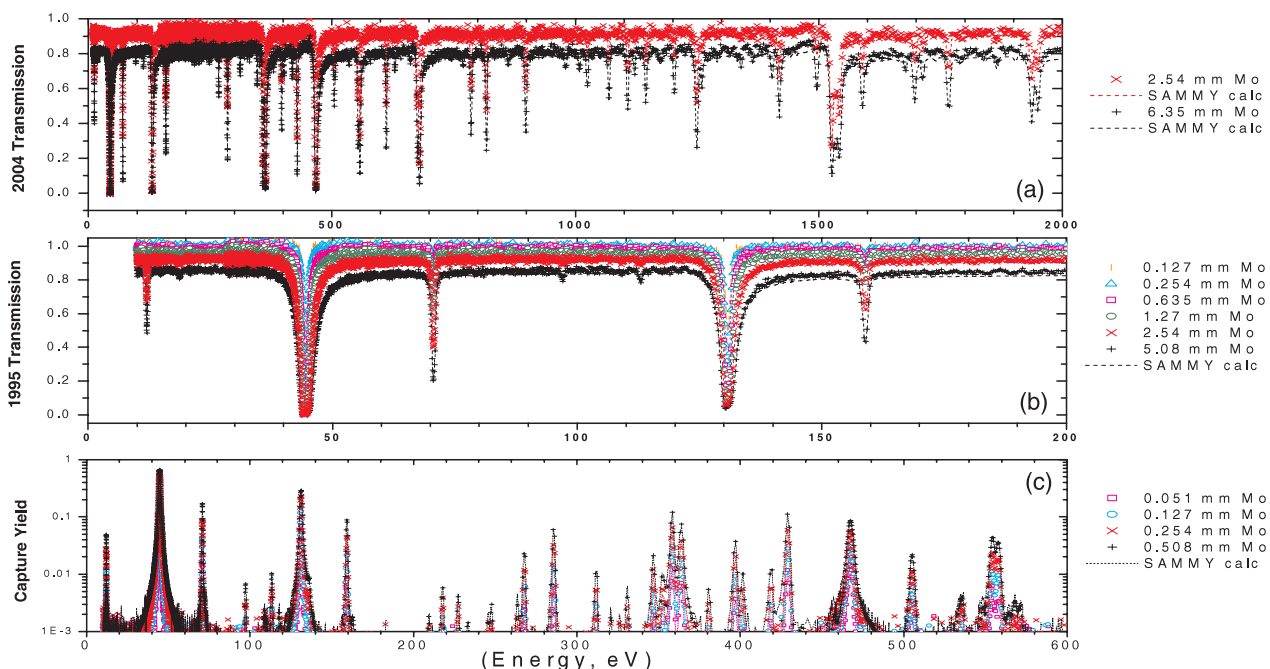 2004 Transmission
1.0
0.8
0.6
0.4
0.2
0.0
(a)
0 500 1000 1500 2000
2.54 mm Mo
SAMMY calc
6.35 mm Mo
SAMMY calc
1995 Transmission
1.0
0.8
0.6
0.4
0.2
0.0
(b)
0 50 100 150 200
0.127 mm Mo
0.254 mm Mo
0.635 mm Mo
1.27 mm Mo
2.54 mm Mo
5.08 mm Mo
SAMMY calc
Capture Yield
1
0.1
0.01
1E-3
(c)
0 100 200 300 400 500 600
(Energy, eV)
0.051 mm Mo
0.127 mm Mo
0.254 mm Mo
0.508 mm Mo
SAMMY calc